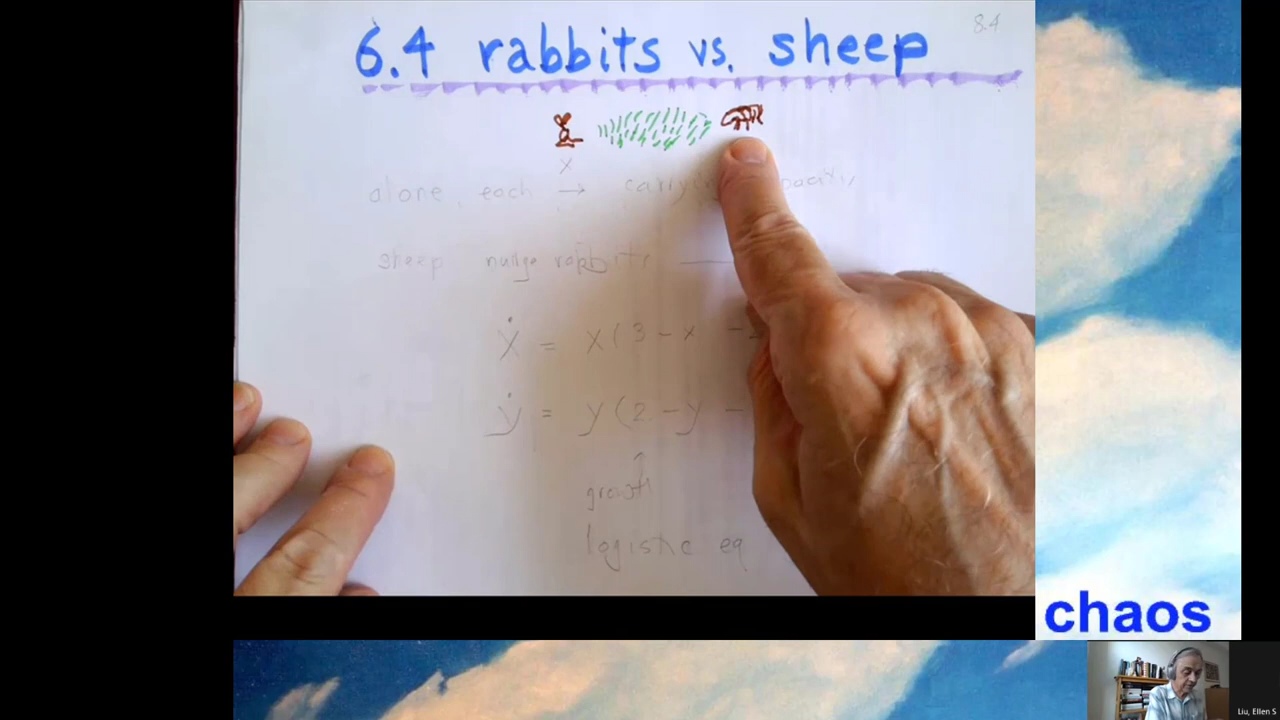 6.4 rabbits vs. sheep
8.4
x
alone, each →
sheep nudge rabbits
ẋ = x(3 - x -
ẏ = y(2 - y -
growth
logistic eq
chaos
Liu, Ellen S